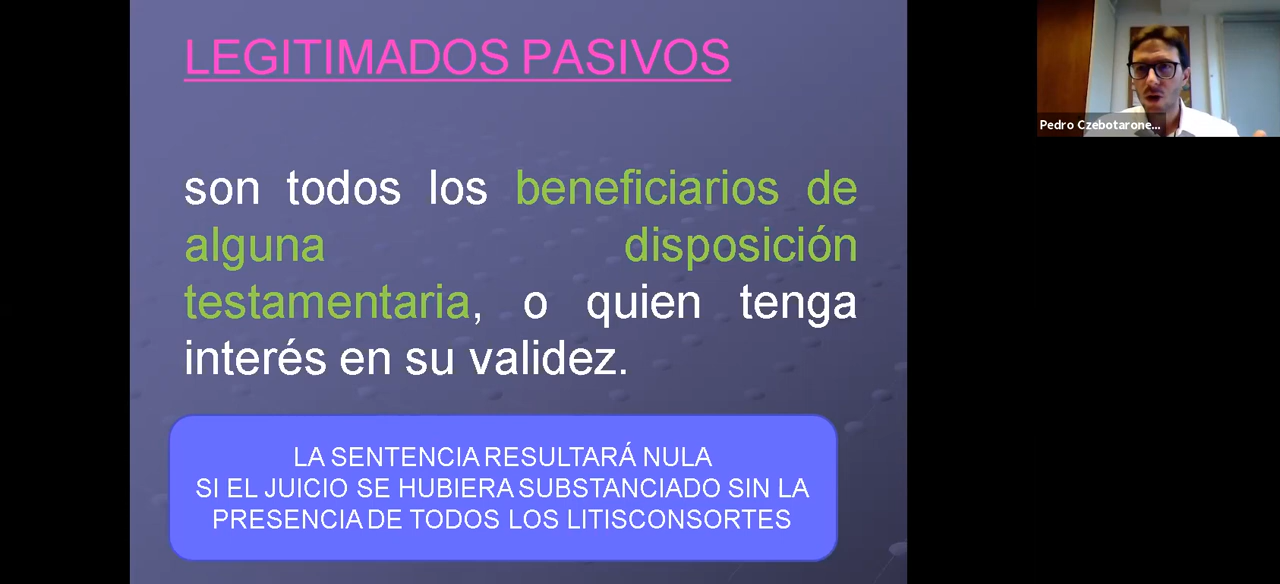 LEGITIMADOS PASIVOS
son todos los beneficiarios de
alguna disposición
testamentaria, o quien tenga
interés en su validez.
LA SENTENCIA RESULTARÁ NULA
SI EL JUICIO SE HUBIERA SUBSTANCIADO SIN LA
PRESENCIA DE TODOS LOS LITISCONSORTES
Pedro Czebotarone...